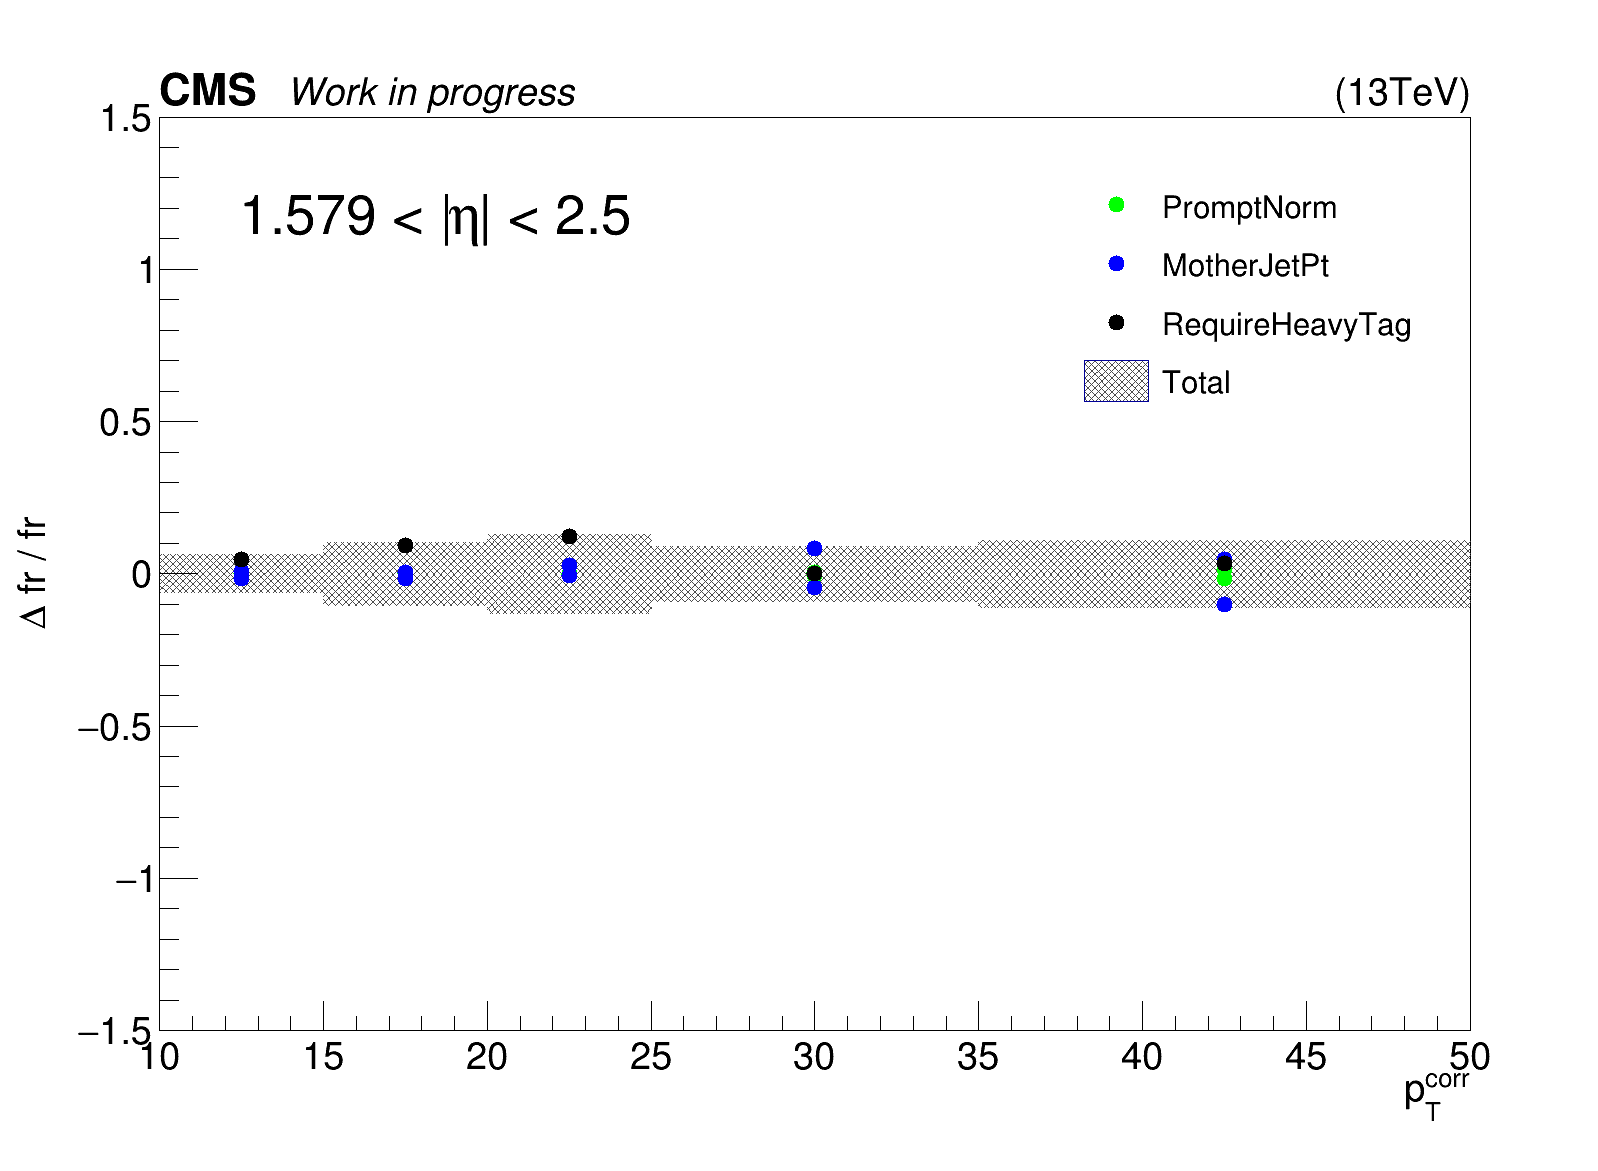 CMS Work in progress (13TeV)
1.579 < |η| < 2.5
PromptNorm
MotherJetPt
RequireHeavyTag
Total
Δ fr / fr
1.5
1
0.5
0
−0.5
−1
−1.5
10 15 20 25 30 35 40 45 50
p_T^corr